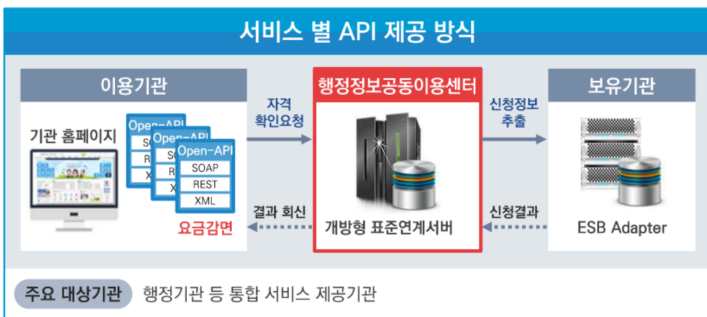 서비스 별 API 제공 방식
이용기관
기관 홈페이지
Open-API
Open-API
Open-API
SOAP
REST
XML
요금감면
자격
확인요청
결과 회신
행정정보공동이용센터
개방형 표준연계서버
신청정보
추출
신청결과
보유기관
ESB Adapter
주요 대상기관 행정기관 등 통합 서비스 제공기관